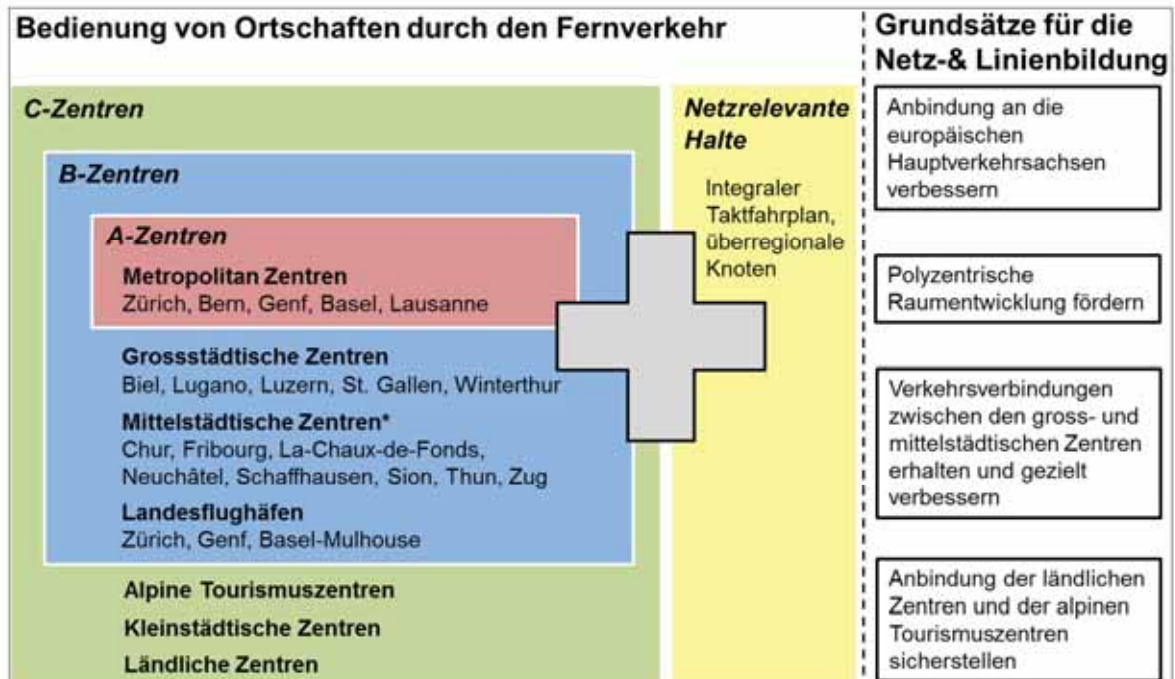 Bedienung von Ortschaften durch den Fernverkehr
C-Zentren
B-Zentren
A-Zentren
Metropolitan Zentren
Zürich, Bern, Genf, Basel, Lausanne
Grossstädtische Zentren
Biel, Lugano, Luzern, St. Gallen, Winterthur
Mittelstädtische Zentren*
Chur, Fribourg, La-Chaux-de-Fonds,
Neuchâtel, Schaffhausen, Sion, Thun, Zug
Landesflughäfen
Zürich, Genf, Basel-Mulhouse
Alpine Tourismuszentren
Kleinstädtische Zentren
Ländliche Zentren
Netzrelevante
Halte
Integraler
Taktfahrplan,
überregionale
Knoten
Grundsätze für die
Netz-& Linienbildung
Anbindung an die
europäischen
Hauptverkehrsachsen
verbessern
Polyzentrische
Raumentwicklung fördern
Verkehrsverbindungen
zwischen den gross- und
mittelstädtischen Zentren
erhalten und gezielt
verbessern
Anbindung der ländlichen
Zentren und der alpinen
Tourismuszentren
sicherstellen